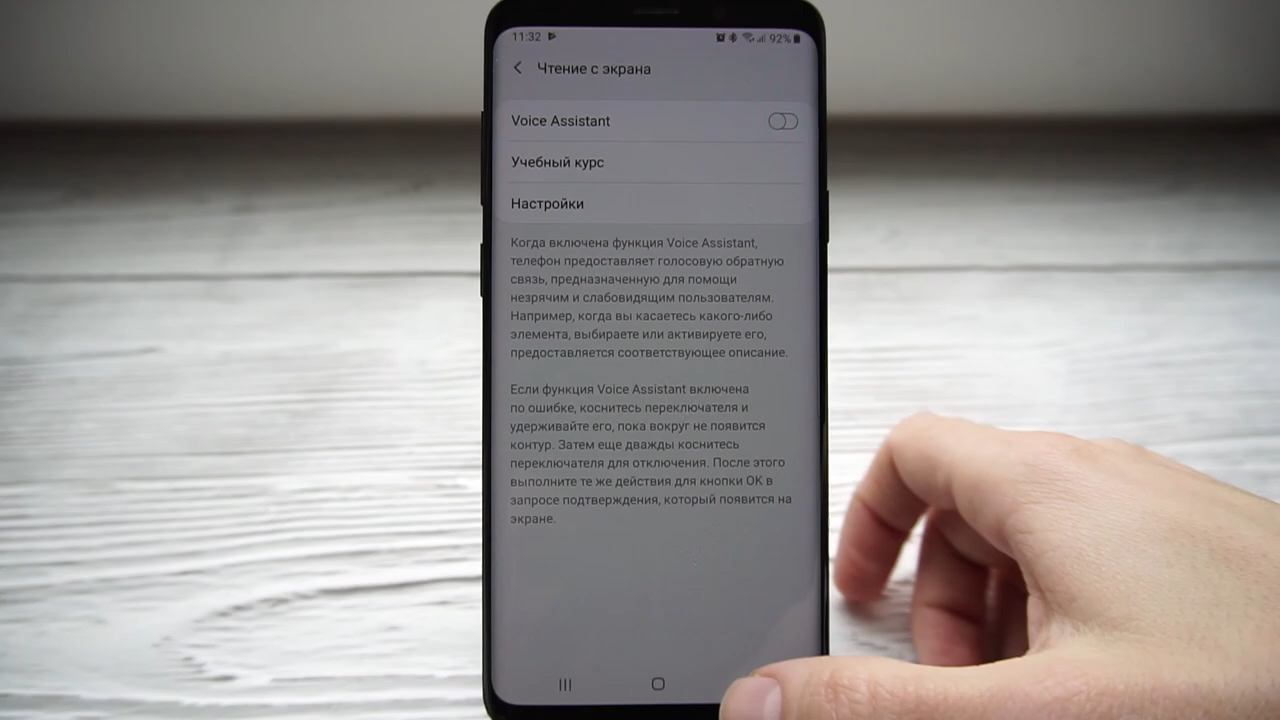 11:32
92%
Чтение с экрана
Voice Assistant
Учебный курс
Настройки
Когда включена функция Voice Assistant,
телефон предоставляет голосовую обратную
связь, предназначенную для помощи
незрячим и слабовидящим пользователям.
Например, когда вы касаетесь какого-либо
элемента, выбираете или активируете его,
предоставляется соответствующее описание.
Если функция Voice Assistant включена
по ошибке, коснитесь переключателя и
удерживайте его, пока вокруг не появится
контур. Затем еще дважды коснитесь
переключателя для отключения. После этого
выполните те же действия для кнопки OK в
запросе подтверждения, который появится на
экране.